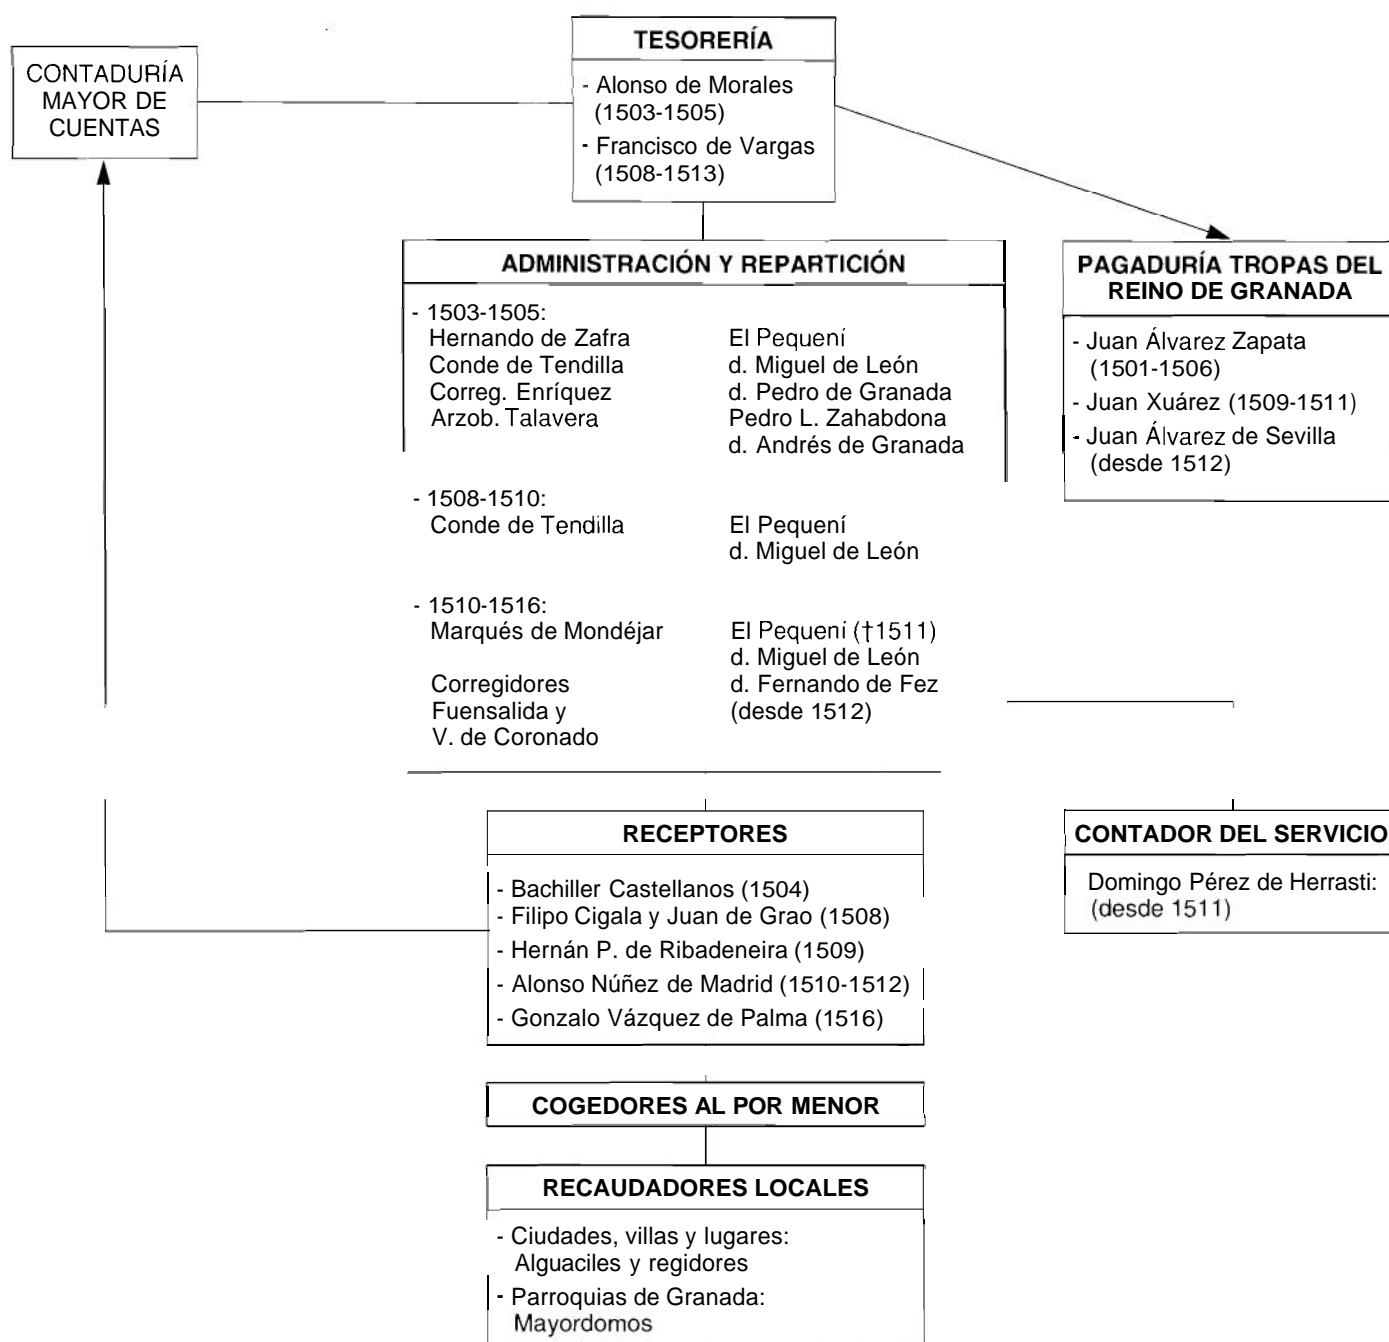 CONTADURÍA
MAYOR DE
CUENTAS
TESORERÍA
- Alonso de Morales
(1503-1505)
- Francisco de Vargas
(1508-1513)
ADMINISTRACIÓN Y REPARTICIÓN
- 1503-1505:
Hernando de Zafra
Conde de Tendilla
Correg. Enríquez
Arzob. Talavera
El Pequení
d. Miguel de León
d. Pedro de Granada
Pedro L. Zahabdona
d. Andrés de Granada
- 1508-1510:
Conde de Tendilla
El Pequení
d. Miguel de León
- 1510-1516:
Marqués de Mondéjar
Corregidores
Fuensalida y
V. de Coronado
El Pequení (†1511)
d. Miguel de León
d. Fernando de Fez
(desde 1512)
PAGADURÍA TROPAS DEL
REINO DE GRANADA
- Juan Álvarez Zapata
(1501-1506)
- Juan Xuárez (1509-1511)
- Juan Álvarez de Sevilla
(desde 1512)
RECEPTORES
- Bachiller Castellanos (1504)
- Filipo Cigala y Juan de Grao (1508)
- Hernán P. de Ribadeneira (1509)
- Alonso Núñez de Madrid (1510-1512)
- Gonzalo Vázquez de Palma (1516)
CONTADOR DEL SERVICIO
Domingo Pérez de Herrasti:
(desde 1511)
COGEDORES AL POR MENOR
RECAUDADORES LOCALES
- Ciudades, villas y lugares:
Alguaciles y regidores
- Parroquias de Granada:
Mayordomos